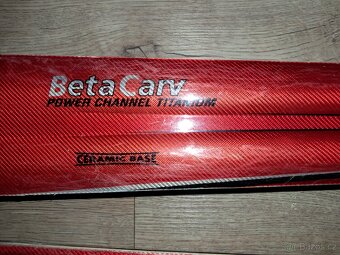 BetaCarv
POWER CHANNEL TITANIUM
CERAMIC BASE